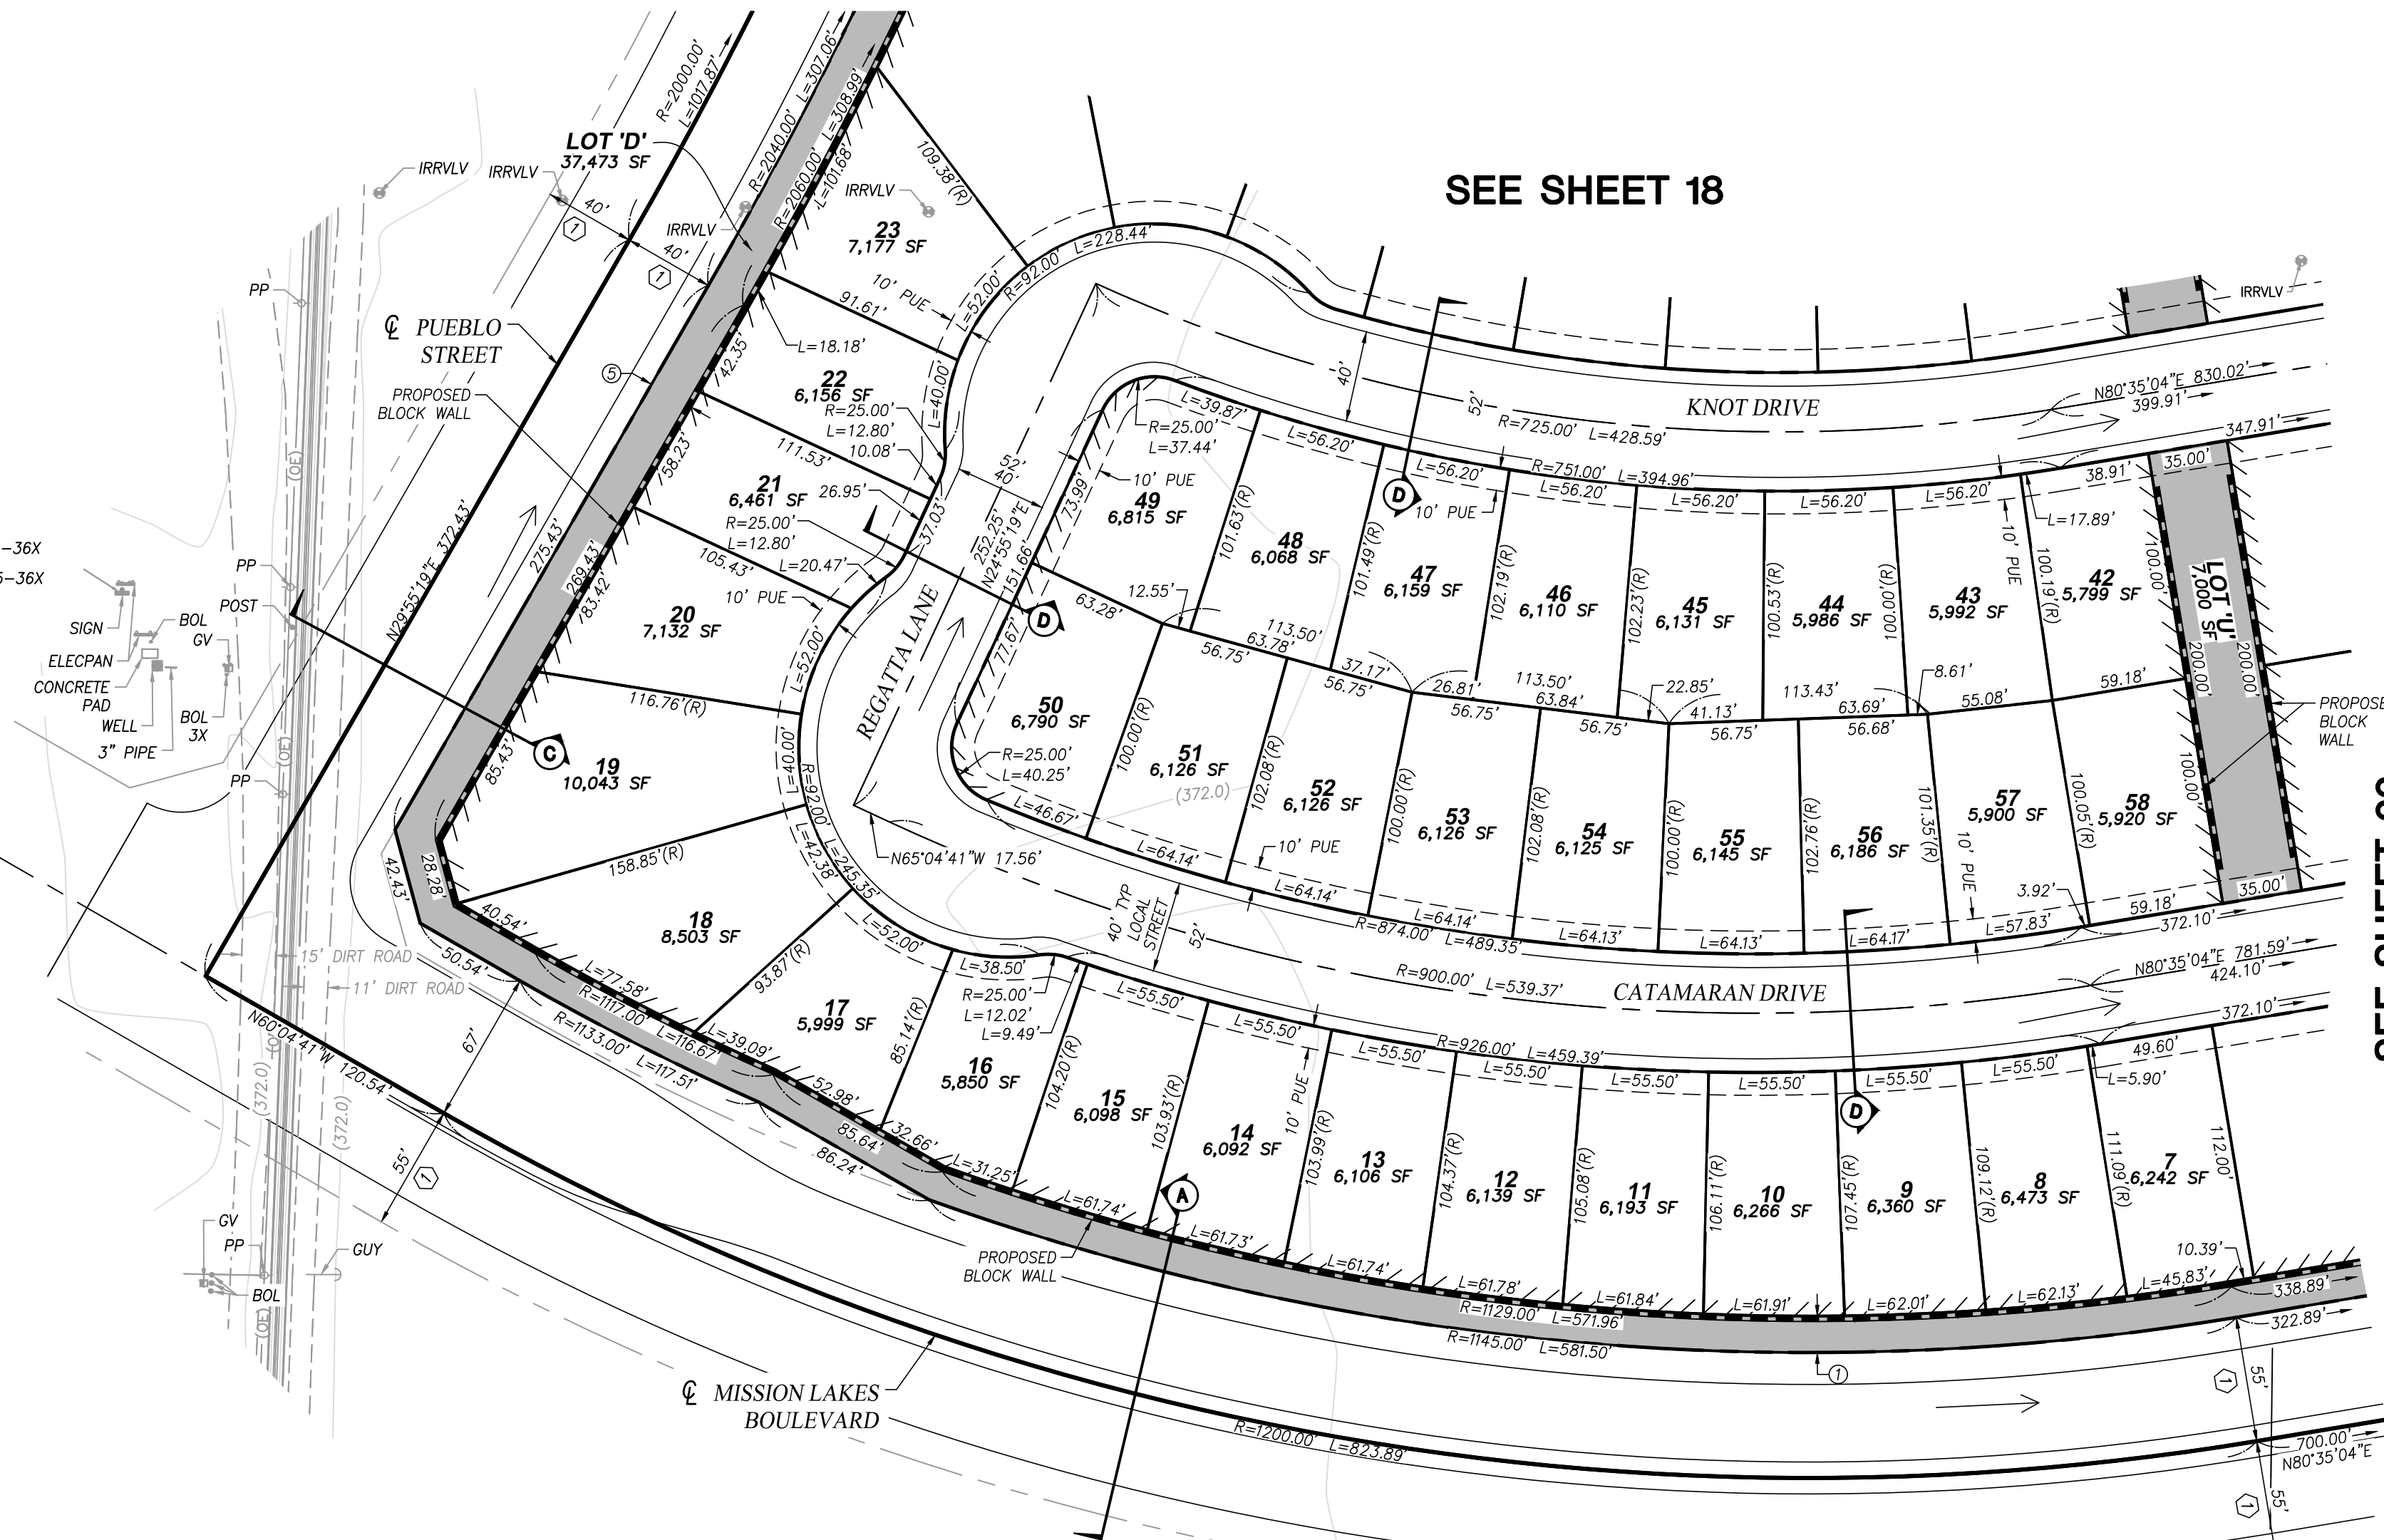 SEE SHEET 18
R=2000.00'
L=1017.87'
R=2040.00' L=307.06'
R=2060.00' L=308.99'
L=101.68'
LOT 'D'
37,473 SF
IRRVLV
IRRVLV
IRRVLV
IRRVLV
IRRVLV
40'
1
40'
1
109.38'(R)
23
7,177 SF
10' PUE
L=52.00'
R=92.00'
L=228.44'
91.61'
L=18.18'
42.35'
22
6,156 SF
L=40.00'
R=25.00'
L=12.80'
10.08'
111.53'
58.23'
21
6,461 SF
26.95'
37.03'
R=25.00'
L=12.80'
L=20.47'
105.43'
10' PUE
20
7,132 SF
L=52.00'
83.42'
269.43'
275.43'
5
PP
℄ PUEBLO
STREET
PROPOSED
BLOCK WALL
N29°55'19"E 372.43'
(OE)
PP
POST
-36X
5-36X
SIGN
BOL
GV
ELECPAN
CONCRETE
PAD
WELL
3" PIPE
BOL
3X
PP
(OE)
116.76'(R)
C
85.43'
19
10,043 SF
L=40.00'
R=92.00'
L=245.35'
L=42.38'
158.85'(R)
42.43'
28.28'
40.54'
50.54'
18
8,503 SF
L=52.00'
93.87'(R)
L=77.58'
R=1117.00'
L=116.67'
L=39.09'
R=1133.00'
L=117.51'
17
5,999 SF
85.14'(R)
52.98'
85.64'
86.24'
15' DIRT ROAD
11' DIRT ROAD
67'
55'
1
N60°04'41"W 120.54'
(372.0)
(372.0)
GV
PP
GUY
BOL
(OE)
REGATTA LANE
52'
40'
252.25'
N24°55'19"E
151.66'
73.99'
77.67'
D
10' PUE
R=25.00'
L=37.44'
L=39.87'
49
6,815 SF
101.63'(R)
63.28'
12.55'
L=56.20'
48
6,068 SF
101.49'(R)
113.50'
63.78'
40'
52'
D
10' PUE
L=56.20'
47
6,159 SF
102.19'(R)
37.17'
26.81'
KNOT DRIVE
R=725.00' L=428.59'
R=751.00' L=394.96'
N80°35'04"E 830.02'
399.91'
347.91'
L=56.20'
46
6,110 SF
102.23'(R)
113.50'
63.84'
22.85'
L=56.20'
45
6,131 SF
100.53'(R)
41.13'
L=56.20'
44
5,986 SF
100.00'(R)
113.43'
63.69'
8.61'
L=56.20'
43
5,992 SF
10' PUE
100.19'(R)
55.08'
L=17.89'
38.91'
42
5,799 SF
100.00'
59.18'
35.00'
LOT 'U'
7,000 SF
200.00'
200.00'
PROPOSE
BLOCK
WALL
50
6,790 SF
R=25.00'
L=40.25'
L=46.67'
100.00'(R)
56.75'
51
6,126 SF
(372.0)
L=64.14'
102.08'(R)
56.75'
52
6,126 SF
10' PUE
L=64.14'
100.00'(R)
56.75'
53
6,126 SF
L=64.14'
102.08'(R)
56.75'
54
6,125 SF
L=64.13'
100.00'(R)
56.75'
55
6,145 SF
L=64.13'
102.76'(R)
56.68'
56
6,186 SF
L=64.17'
101.35'(R)
57
5,900 SF
10' PUE
L=57.83'
3.92'
100.05'(R)
58
5,920 SF
100.00'
59.18'
35.00'
372.10'
N65°04'41"W 17.56'
40' TYP
LOCAL
STREET
52'
R=874.00' L=489.35'
R=900.00' L=539.37'
CATAMARAN DRIVE
N80°35'04"E 781.59'
424.10'
372.10'
R=926.00' L=459.39'
L=38.50'
R=25.00'
L=12.02'
L=9.49'
16
5,850 SF
104.20'(R)
32.66'
L=31.25'
L=55.50'
15
6,098 SF
103.93'(R)
L=61.74'
A
L=55.50'
14
6,092 SF
10' PUE
103.99'(R)
L=61.73'
L=55.50'
13
6,106 SF
104.37'(R)
L=61.74'
L=55.50'
12
6,139 SF
105.08'(R)
L=61.78'
L=55.50'
11
6,193 SF
106.11'(R)
L=61.84'
L=55.50'
10
6,266 SF
107.45'(R)
L=61.91'
D
L=55.50'
9
6,360 SF
109.12'(R)
L=62.01'
L=55.50'
8
6,473 SF
111.09'(R)
L=62.13'
49.60'
L=5.90'
7
6,242 SF
112.00'
10.39'
L=45.83'
338.89'
322.89'
PROPOSED
BLOCK WALL
R=1129.00' L=571.96'
R=1145.00' L=581.50'
1
℄ MISSION LAKES
BOULEVARD
R=1200.00' L=823.89'
55'
1
700.00'
N80°35'04"E
55'
1